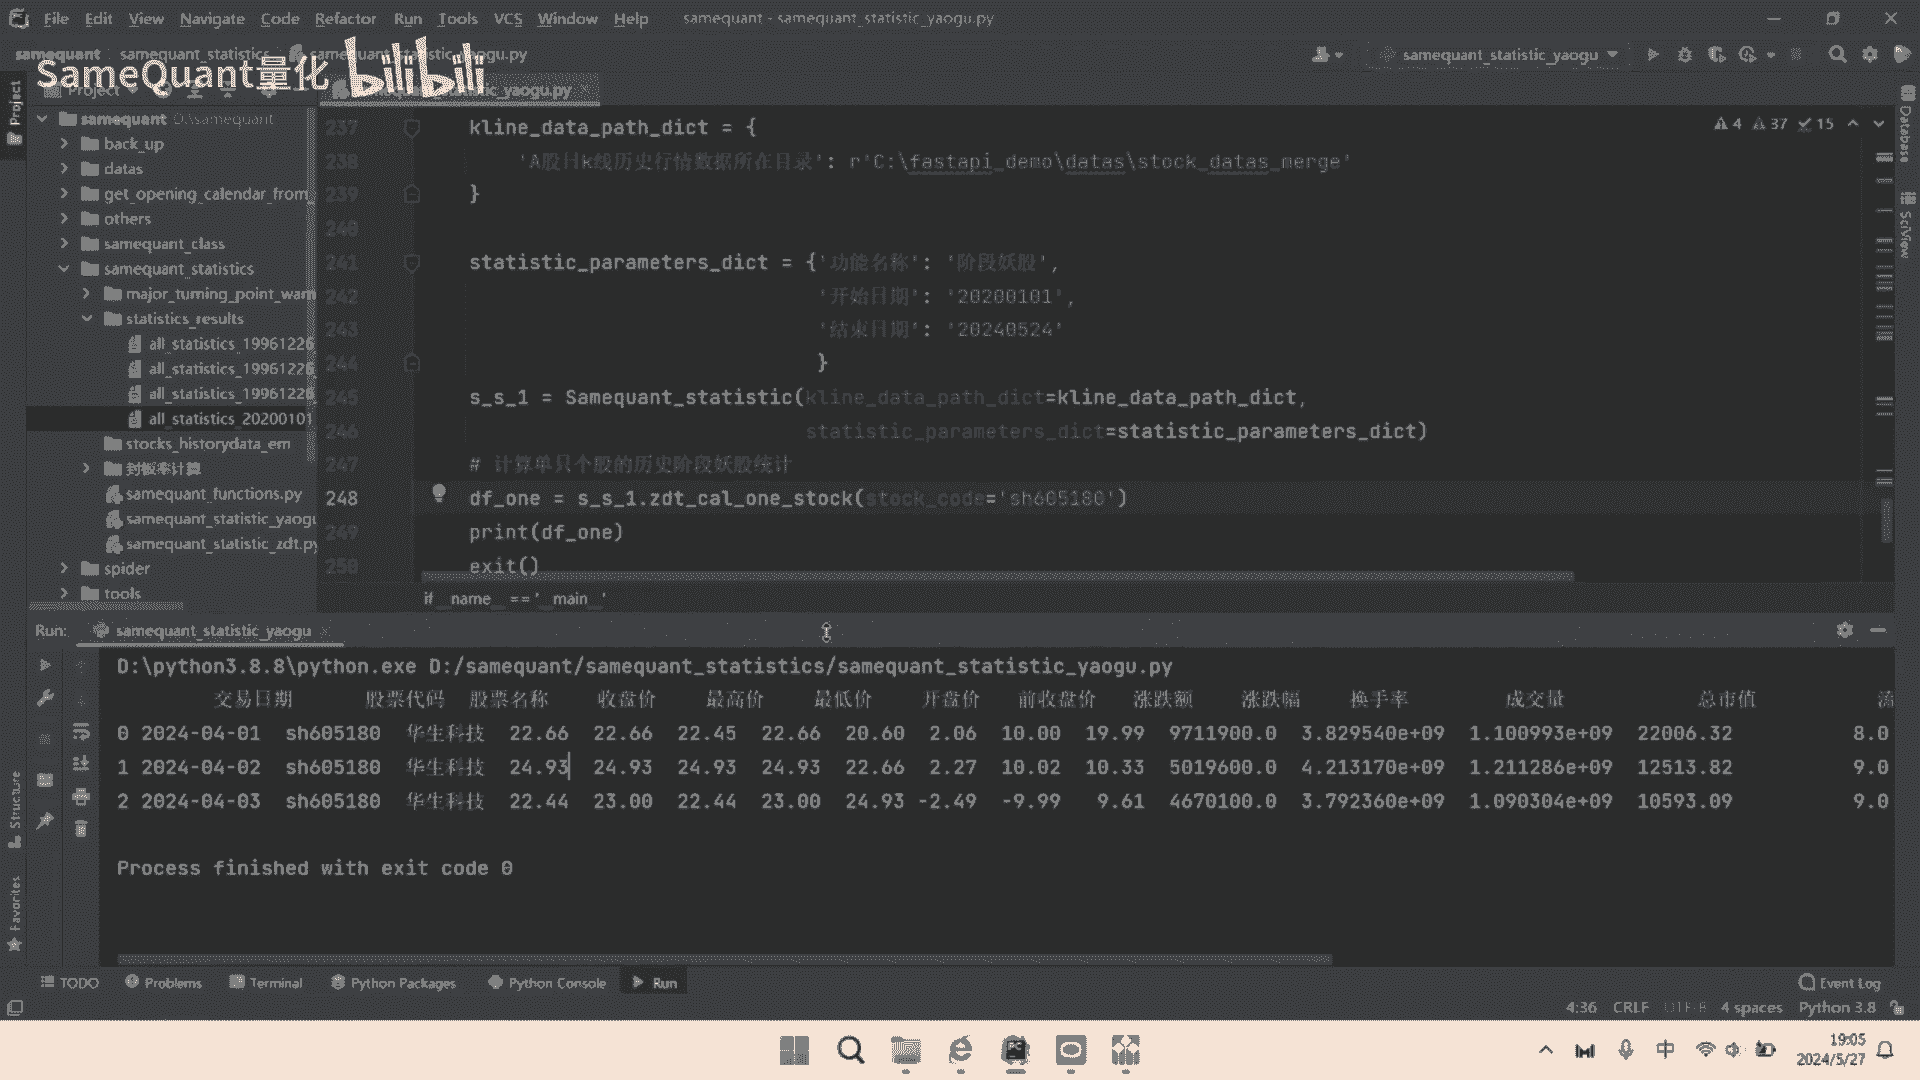 File Edit View Navigate Code Refactor Run Tools VCS Window Help samequant - samequant_statistic_yaogu.py
samequant samequant_statistics samequant_statistic_yaogu.py samequant_statistic_yaogu
SameQuant量化 bilibili
Project
samequant D:\samequant
back_up
datas
get_opening_calendar_from_
others
samequant_class
samequant_statistics
major_turning_point_warn
statistics_results
all_statistics_19961226
all_statistics_19961226
all_statistics_19961226
all_statistics_20200101
stocks_historydata_em
封板率计算
samequant_functions.py
samequant_statistic_yaogu
samequant_statistic_zdt.py
spider
tools
4 37 15
237 kline_data_path_dict = {
238 'A股日k线历史行情数据所在目录': r'C:\fastapi_demo\datas\stock_datas_merge'
239 }
240
241 statistic_parameters_dict = {'功能名称': '阶段妖股',
242 '开始日期': '20200101',
243 '结束日期': '20240524'
244 }
245 s_s_1 = Samequant_statistic(kline_data_path_dict=kline_data_path_dict,
246 statistic_parameters_dict=statistic_parameters_dict)
247 # 计算单只个股的历史阶段妖股统计
248 df_one = s_s_1.zdt_cal_one_stock(stock_code='sh605180')
249 print(df_one)
250 exit()
if __name__ == '__main__'
Database
SciView
Run: samequant_statistic_yaogu
D:\python3.8.8\python.exe D:/samequant/samequant_statistics/samequant_statistic_yaogu.py
交易日期 股票代码 股票名称 收盘价 最高价 最低价 开盘价 前收盘价 涨跌额 涨跌幅 换手率 成交量 总市值 流
0 2024-04-01 sh605180 华生科技 22.66 22.66 22.45 22.66 20.60 2.06 10.00 19.99 9711900.0 3.829540e+09 1.100993e+09 22006.32 8.0
1 2024-04-02 sh605180 华生科技 24.93 24.93 24.93 24.93 22.66 2.27 10.02 10.33 5019600.0 4.213170e+09 1.211286e+09 12513.82 9.0
2 2024-04-03 sh605180 华生科技 22.44 23.00 22.44 23.00 24.93 -2.49 -9.99 9.61 4670100.0 3.792360e+09 1.090304e+09 10593.09 9.0
Process finished with exit code 0
Structure
Favorites
TODO Problems Terminal Python Packages Python Console Run Event Log
4:36 CRLF UTF-8 4 spaces Python 3.8
中
19:05
2024/5/27